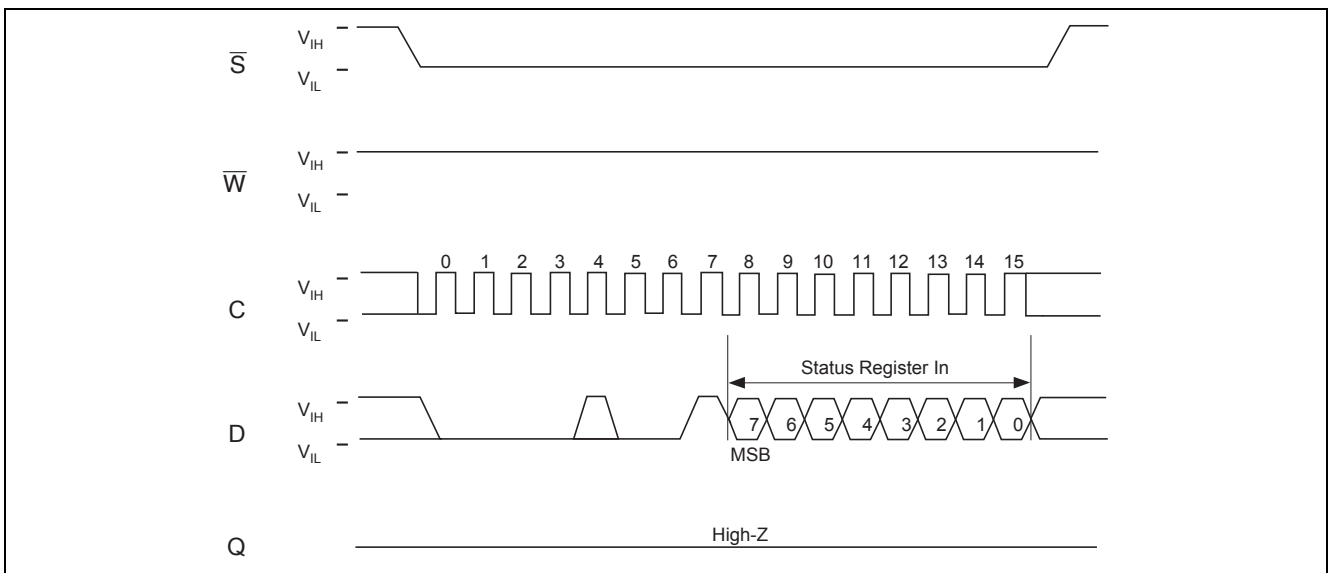 S̅
V_IH
V_IL
W̅
V_IH
V_IL
0 1 2 3 4 5 6 7 8 9 10 11 12 13 14 15
C
V_IH
V_IL
Status Register In
D
V_IH
V_IL
7 6 5 4 3 2 1 0
MSB
High-Z
Q